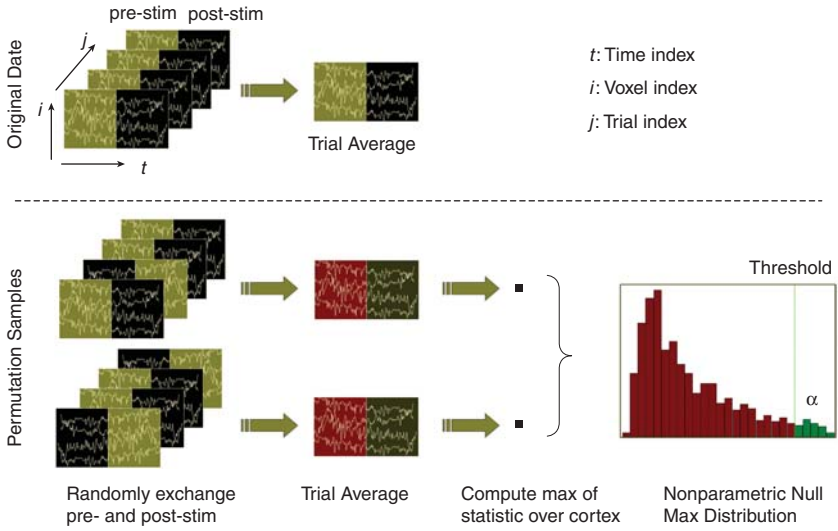 pre-stim post-stim
Original Date
j
i
t
Trial Average
t: Time index
i: Voxel index
j: Trial index
Permutation Samples
Threshold
α
Randomly exchange
pre- and post-stim
Trial Average
Compute max of
statistic over cortex
Nonparametric Null
Max Distribution